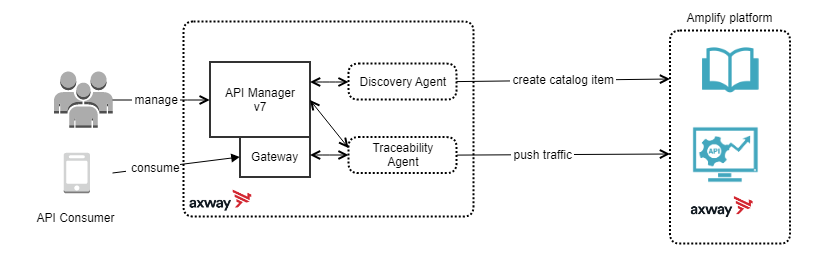 Amplify platform
API Manager
v7
Discovery Agent
create catalog item
manage
Traceability
Agent
Gateway
push traffic
API
consume
axway
axway
API Consumer